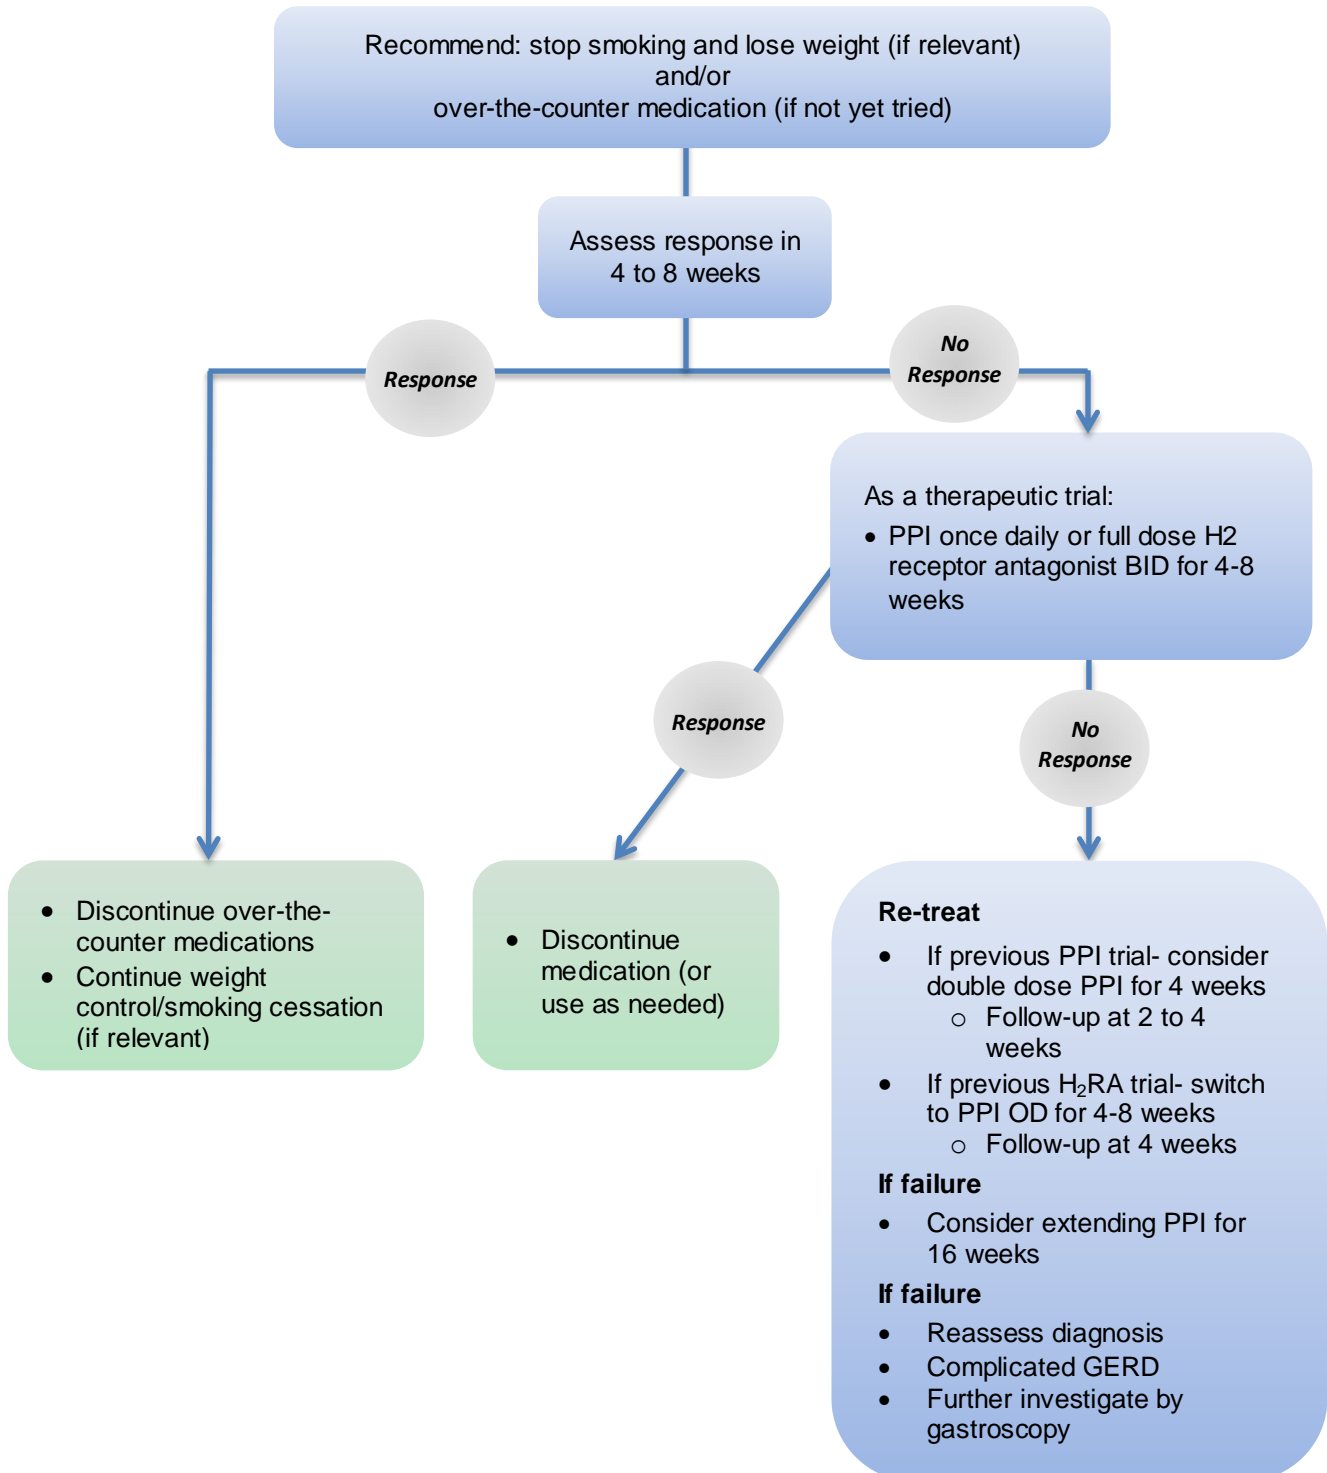 Recommend: stop smoking and lose weight (if relevant)
and/or
over-the-counter medication (if not yet tried)
Assess response in
4 to 8 weeks
Response
No
Response
As a therapeutic trial:
• PPI once daily or full dose H2
receptor antagonist BID for 4-8
weeks
Response
No
Response
• Discontinue over-the-
counter medications
• Continue weight
control/smoking cessation
(if relevant)
• Discontinue
medication (or
use as needed)
Re-treat
• If previous PPI trial- consider
double dose PPI for 4 weeks
o Follow-up at 2 to 4
weeks
• If previous H₂RA trial- switch
to PPI OD for 4-8 weeks
o Follow-up at 4 weeks
If failure
• Consider extending PPI for
16 weeks
If failure
• Reassess diagnosis
• Complicated GERD
• Further investigate by
gastroscopy